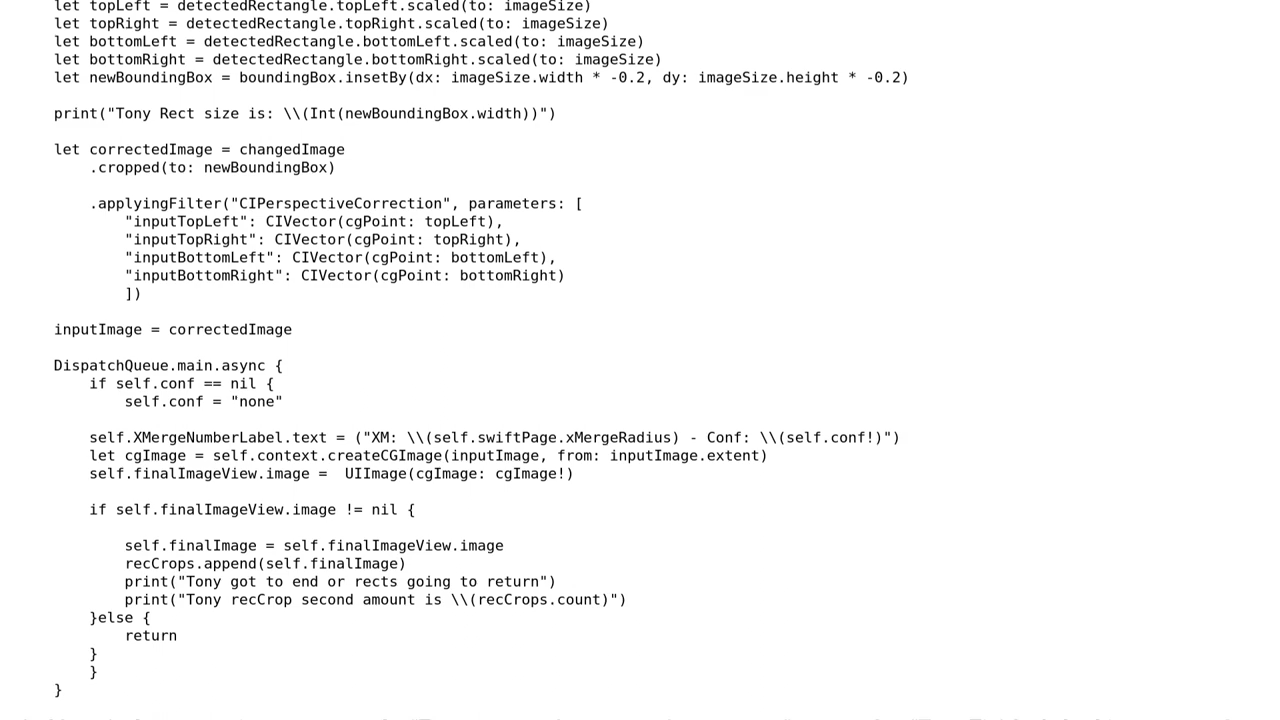 let topLeft = detectedRectangle.topLeft.scaled(to: imageSize)
let topRight = detectedRectangle.topRight.scaled(to: imageSize)
let bottomLeft = detectedRectangle.bottomLeft.scaled(to: imageSize)
let bottomRight = detectedRectangle.bottomRight.scaled(to: imageSize)
let newBoundingBox = boundingBox.insetBy(dx: imageSize.width * -0.2, dy: imageSize.height * -0.2)
print("Tony Rect size is: \\(Int(newBoundingBox.width))")
let correctedImage = changedImage
.cropped(to: newBoundingBox)
.applyingFilter("CIPerspectiveCorrection", parameters: [
"inputTopLeft": CIVector(cgPoint: topLeft),
"inputTopRight": CIVector(cgPoint: topRight),
"inputBottomLeft": CIVector(cgPoint: bottomLeft),
"inputBottomRight": CIVector(cgPoint: bottomRight)
])
inputImage = correctedImage
DispatchQueue.main.async {
if self.conf == nil {
self.conf = "none"
self.XMergeNumberLabel.text = ("XM: \\(self.swiftPage.xMergeRadius) - Conf: \\(self.conf!)")
let cgImage = self.context.createCGImage(inputImage, from: inputImage.extent)
self.finalImageView.image =  UIImage(cgImage: cgImage!)
if self.finalImageView.image != nil {
self.finalImage = self.finalImageView.image
recCrops.append(self.finalImage)
print("Tony got to end or rects going to return")
print("Tony recCrop second amount is \\(recCrops.count)")
}else {
return
}
}
}